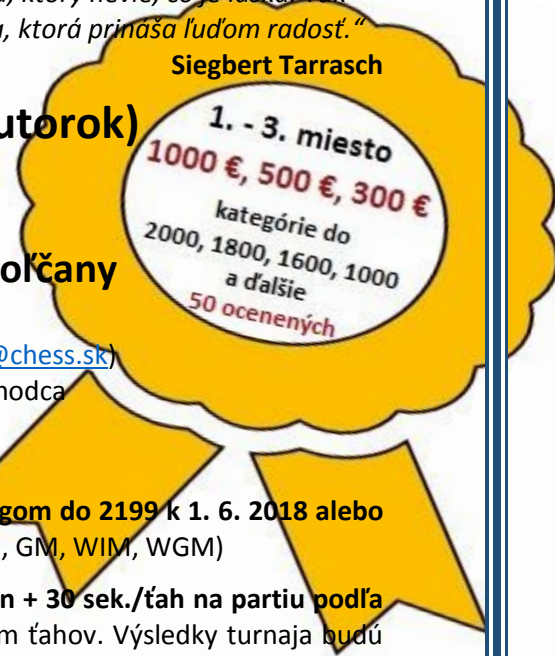 , ktorý nevie, čo je láska. Tak
, ktorá prináša ľuďom radosť.“
Siegbert Tarrasch
utorok)
1. - 3. miesto
1000 €, 500 €, 300 €
kategórie do
2000, 1800, 1600, 1000
a ďalšie
50 ocenených
oľčany
@chess.sk)
hodca
gom do 2199 k 1. 6. 2018 alebo
, GM, WIM, WGM)
n + 30 sek./ťah na partiu podľa
m ťahov. Výsledky turnaja budú